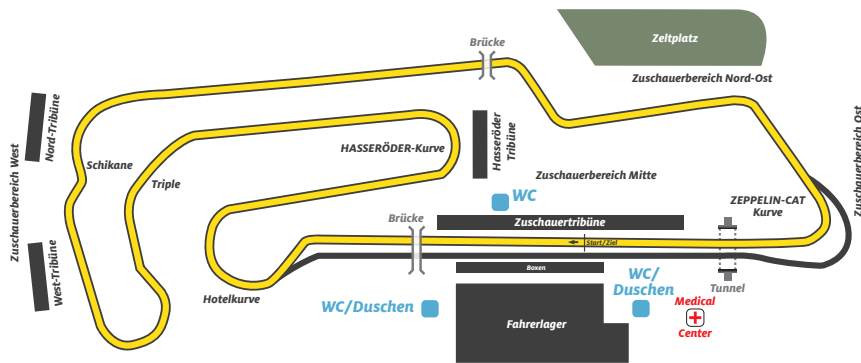 Zeltplatz
Brücke
Zuschauerbereich Nord-Ost
Nord-Tribüne
Zuschauerbereich West
Schikane
Triple
HASSERÖDER-Kurve
Hasseröder
Tribüne
Zuschauerbereich Mitte
Zuschauerbereich Ost
WC
ZEPPELIN-CAT
Kurve
Brücke
Zuschauertribüne
Start/Ziel
West-Tribüne
Boxen
Hotelkurve
WC/Duschen
WC/
Duschen
Tunnel
Medical
Center
Fahrerlager